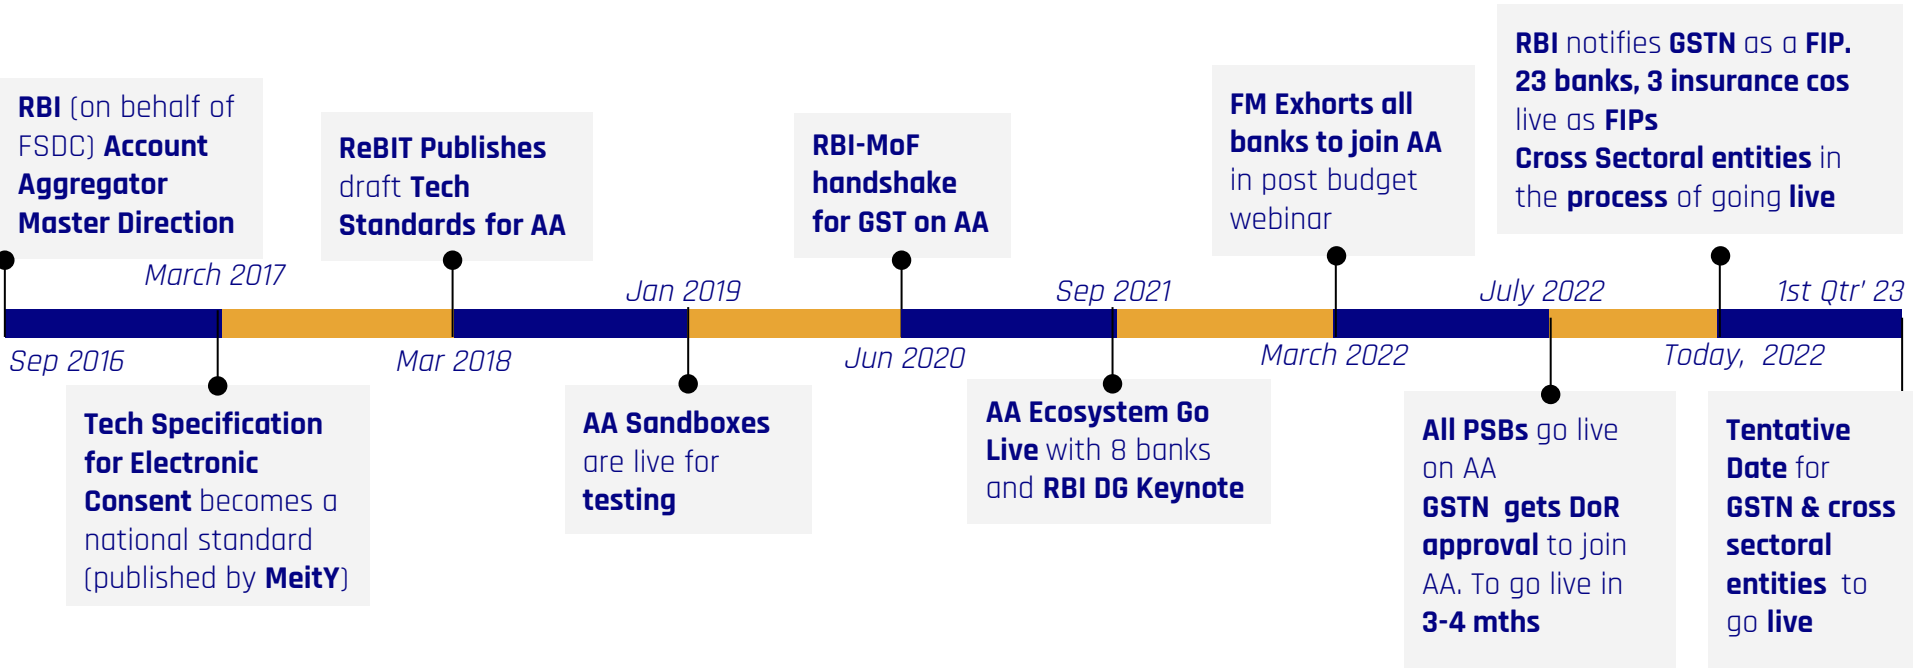 RBI (on behalf of
FSDC) Account
Aggregator
Master Direction
Sep 2016
March 2017
Tech Specification
for Electronic
Consent becomes a
national standard
(published by MeitY)
ReBIT Publishes
draft Tech
Standards for AA
Mar 2018
Jan 2019
AA Sandboxes
are live for
testing
RBI-MoF
handshake
for GST on AA
Jun 2020
Sep 2021
AA Ecosystem Go
Live with 8 banks
and RBI DG Keynote
FM Exhorts all
banks to join AA
in post budget
webinar
March 2022
July 2022
All PSBs go live
on AA
GSTN gets DoR
approval to join
AA. To go live in
3-4 mths
RBI notifies GSTN as a FIP.
23 banks, 3 insurance cos
live as FIPs
Cross Sectoral entities in
the process of going live
Today, 2022
1st Qtr' 23
Tentative
Date for
GSTN & cross
sectoral
entities to
go live